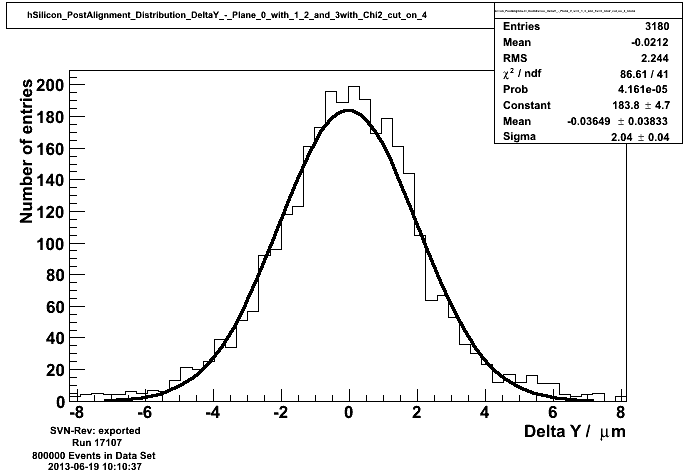 hSilicon_PostAlignment_Distribution_DeltaY_-_Plane_0_with_1_2_and_3with_Chi2_cut_on_4
Entries 3180
Mean -0.0212
RMS 2.244
χ² / ndf 86.61 / 41
Prob 4.161e-05
Constant 183.8 ± 4.7
Mean -0.03649 ± 0.03833
Sigma 2.04 ± 0.04
Number of entries
200
180
160
140
120
100
80
60
40
20
0
-8 -6 -4 -2 0 2 4 6 8
Delta Y / μm
SVN-Rev: exported
Run 17107
800000 Events in Data Set
2013-06-19 10:10:37